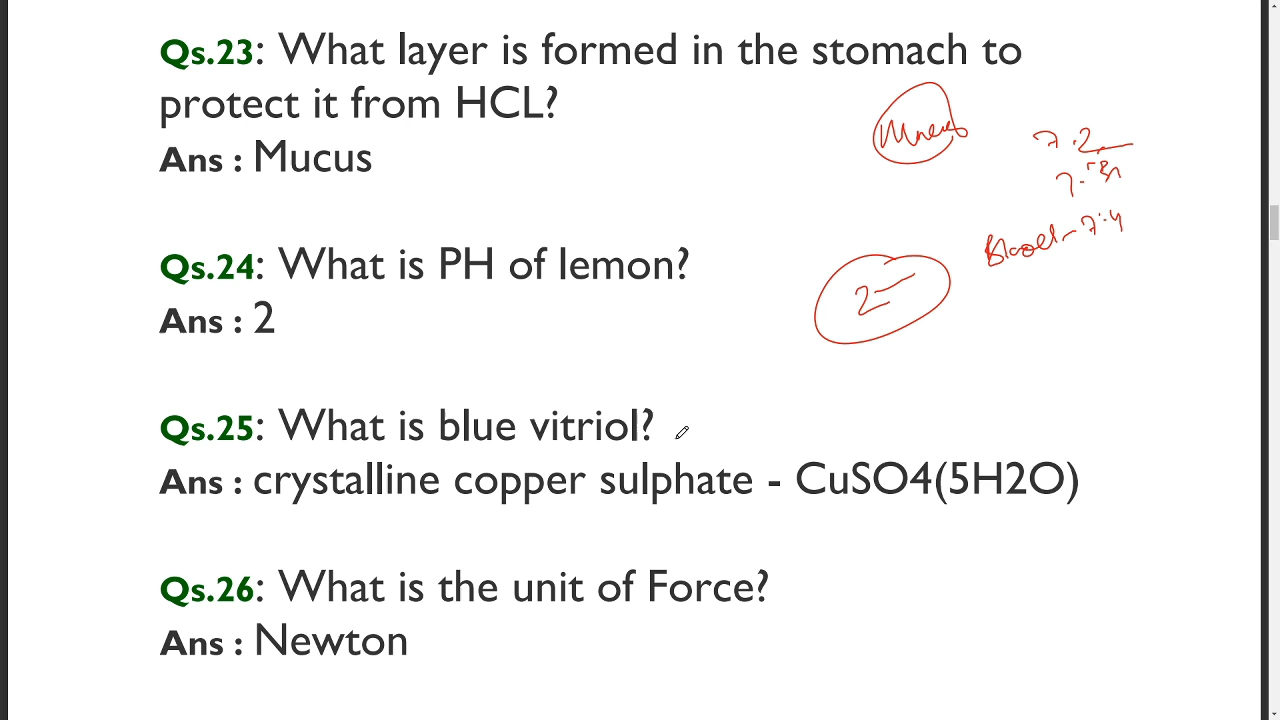 Qs.23: What layer is formed in the stomach to
protect it from HCL?
Ans : Mucus
Mucus
7.2
Qs.24: What is PH of lemon?
Ans : 2
Blood - 7.4
2
Qs.25: What is blue vitriol?
Ans : crystalline copper sulphate - CuSO4(5H2O)
Qs.26: What is the unit of Force?
Ans : Newton